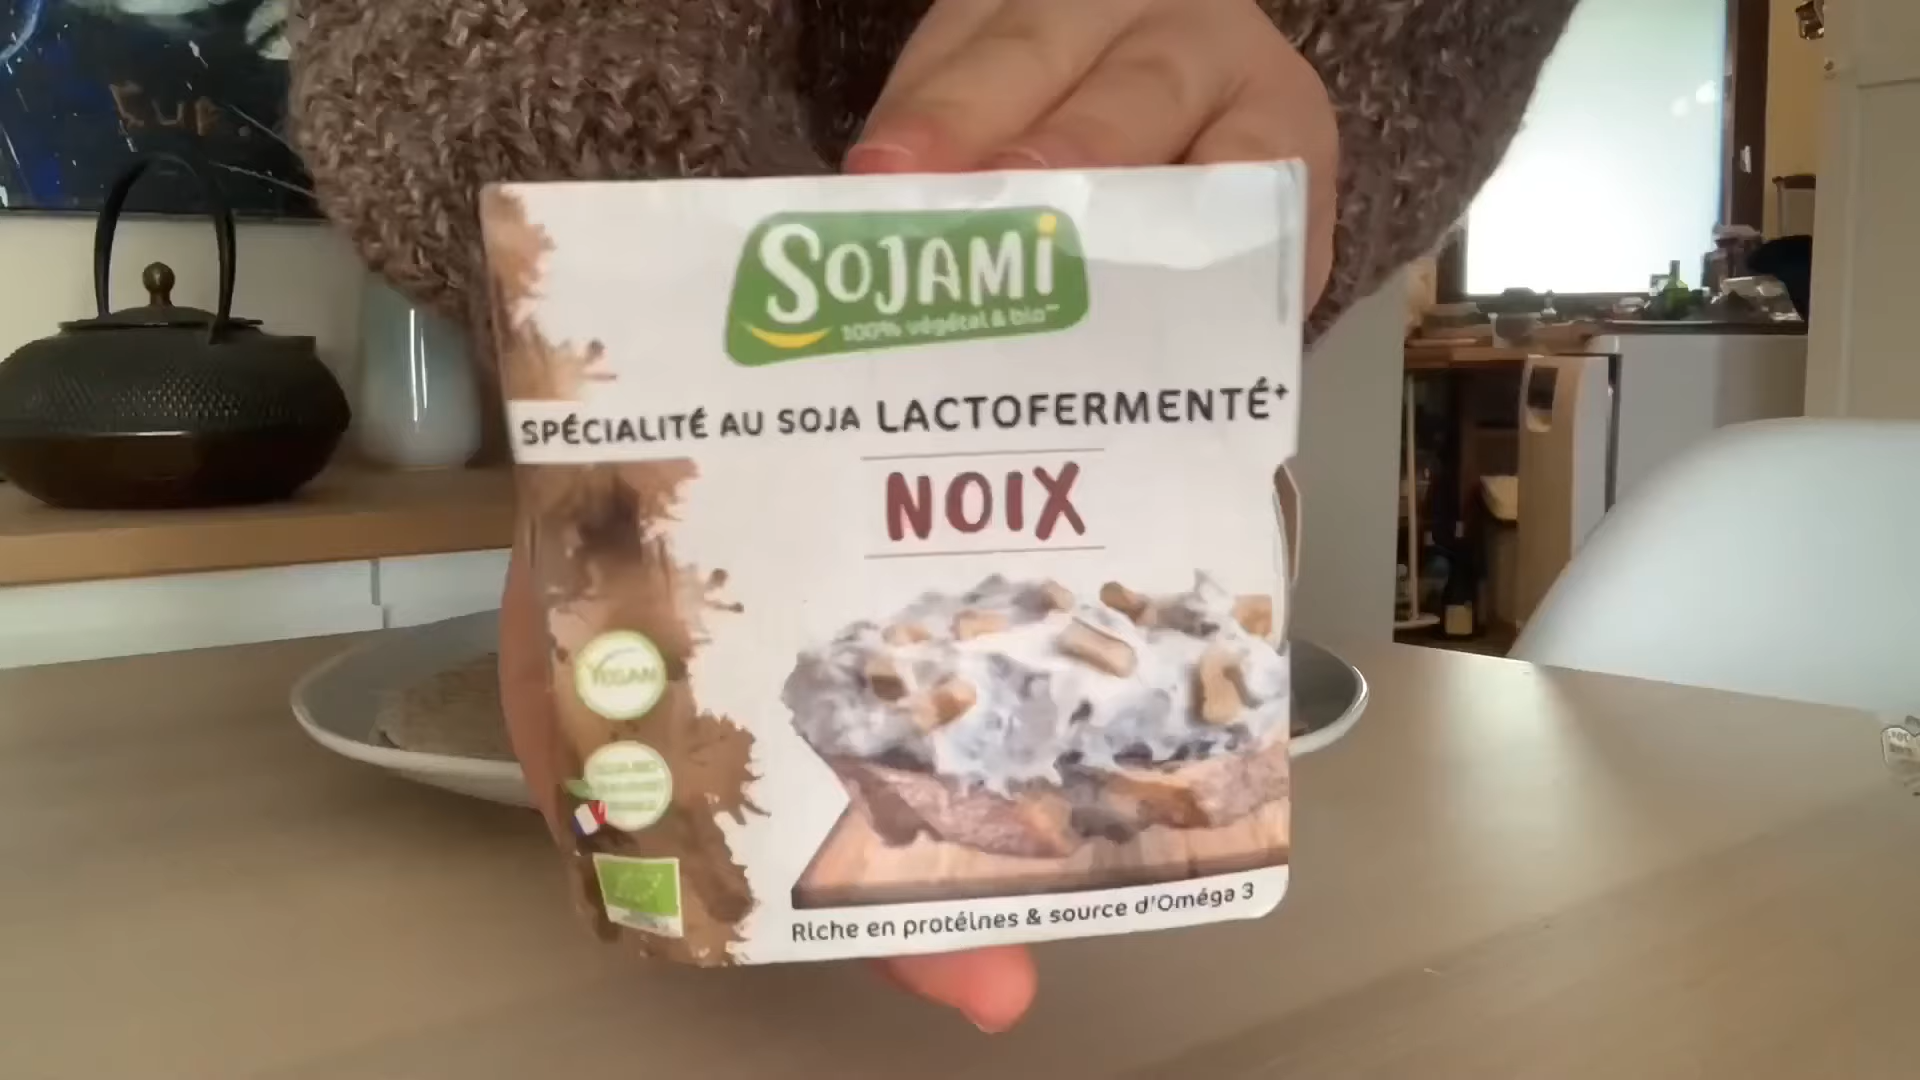 SOJAMi
100% végétal & bio
SPÉCIALITÉ AU SOJA LACTOFERMENTÉ+
NOIX
VEGAN
Riche en protéines & source d'Oméga 3